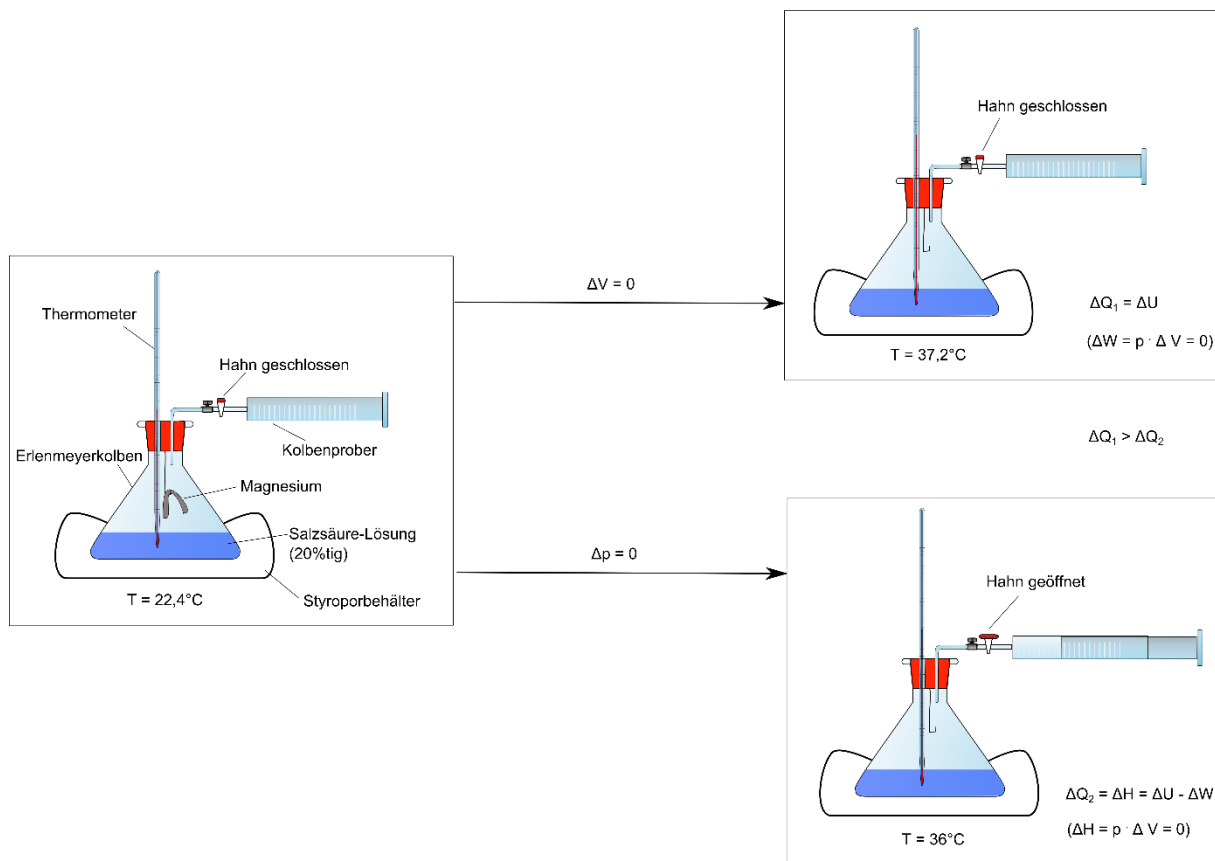 Thermometer
Hahn geschlossen
Kolbenprober
Erlenmeyerkolben
Magnesium
Salzsäure-Lösung
(20%tig)
Styroporbehälter
T = 22,4°C
ΔV = 0
Δp = 0
Hahn geschlossen
T = 37,2°C
ΔQ₁ = ΔU
(ΔW = p · Δ V = 0)
ΔQ₁ > ΔQ₂
Hahn geöffnet
T = 36°C
ΔQ₂ = ΔH = ΔU - ΔW
(ΔH = p · Δ V = 0)